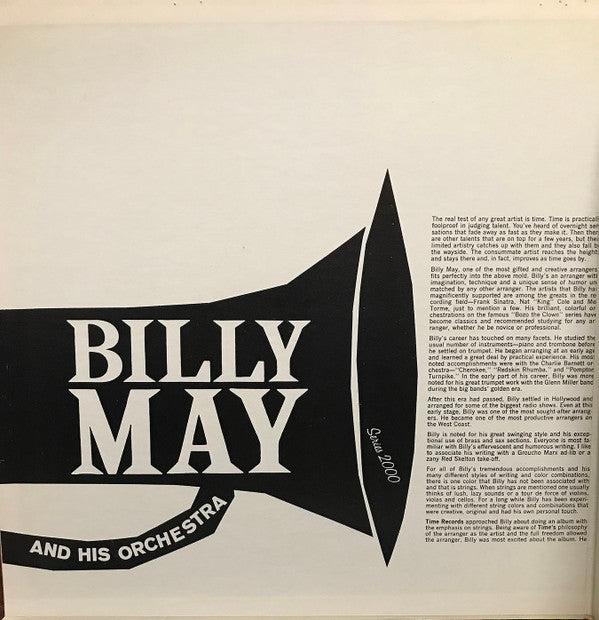 BILLY
MAY
AND HIS ORCHESTRA
Series 2000
The real test of any great artist is time. Time is practicall
foolproof in judging talent. You've heard of overnight sen
sations that fade away as fast as they make it. Then ther
are other talents that are on top for a few years, but thei
limited artistry catches up with them and they also fall b
the wayside. The consummate artist reaches the height
and stays there and, in fact, improves as time goes by.
Billy May, one of the most gifted and creative arrangers
fits perfectly into the above mold. Billy's is an arranger with
imagination, technique and a unique sense of humor un
matched by any other arranger. The artists that Billy ha
magnificently supported are among the greats in the re
cording field—Frank Sinatra, Nat "King" Cole and Me
Torme, just to mention a few. His brilliant, colorful or
chestrations on the famous "Bozo the Clown" series have
become classics and recommended studying for any ar
ranger, whether he be novice or professional.
Billy's career has touched on many facets. He studied the
usual number of instruments—piano and trombone before
he settled on trumpet. He began arranging at an early age
and learned a great deal by practical experience. His most
noted accomplishments were with the Charlie Barnett or-
chestra—"Cherokee," "Redskin Rhumba," and "Pompton
Turnpike." In the early part of his career, Billy was more
noted for his great trumpet work with the Glenn Miller band
during the big bands' golden era.
After this era had passed, Billy settled in Hollywood and
arranged for some of the biggest radio shows. Even at this
early stage, Billy was one of the most sought-after arrang-
ers. He became one of the most productive arrangers on
the West Coast.
Billy is noted for his great swinging style and his excep-
tional use of brass and sax sections. Everyone is most fa-
miliar with Billy's effervescent and humorous writing. I like
to associate his writing with a Groucho Marx ad-lib or a
zany Red Skelton take-off.
For all of Billy's tremendous accomplishments and his
many different styles of writing and color combinations,
there is one color that Billy has not been associated with
and that is strings. When strings are mentioned one usually
thinks of lush, lazy sounds or a tour de force of violins,
violas and cellos. For a long while Billy has been experi-
menting with different string colors and combinations that
were creative, original and had his own personal touch.
Time Records approached Billy about doing an album with
the emphasis on strings. Being aware of Time's philosophy
of the arranger as the artist and the full freedom allowed
the arranger, Billy was most excited about the album. He